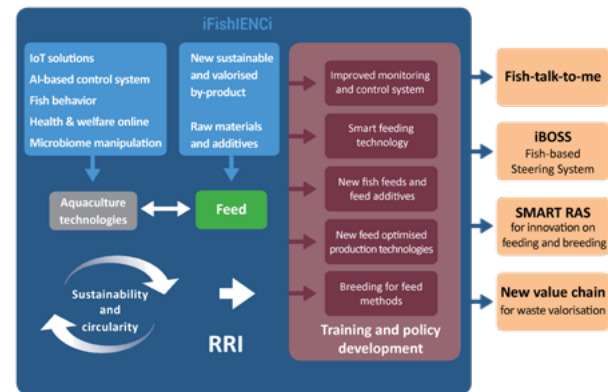 iFishIENCi
IoT solutions
AI-based control system
Fish behavior
Health & welfare online
Microbiome manipulation
New sustainable
and valorised
by-product
Raw materials
and additives
Aquaculture
technologies
Feed
Sustainability
and
circularity
RRI
Improved monitoring
and control system
Smart feeding
technology
New fish feeds and
feed additives
New feed optimised
production technologies
Breeding for feed
methods
Training and policy
development
Fish-talk-to-me
iBOSS
Fish-based
Steering System
SMART RAS
for innovation on
feeding and breeding
New value chain
for waste valorisation